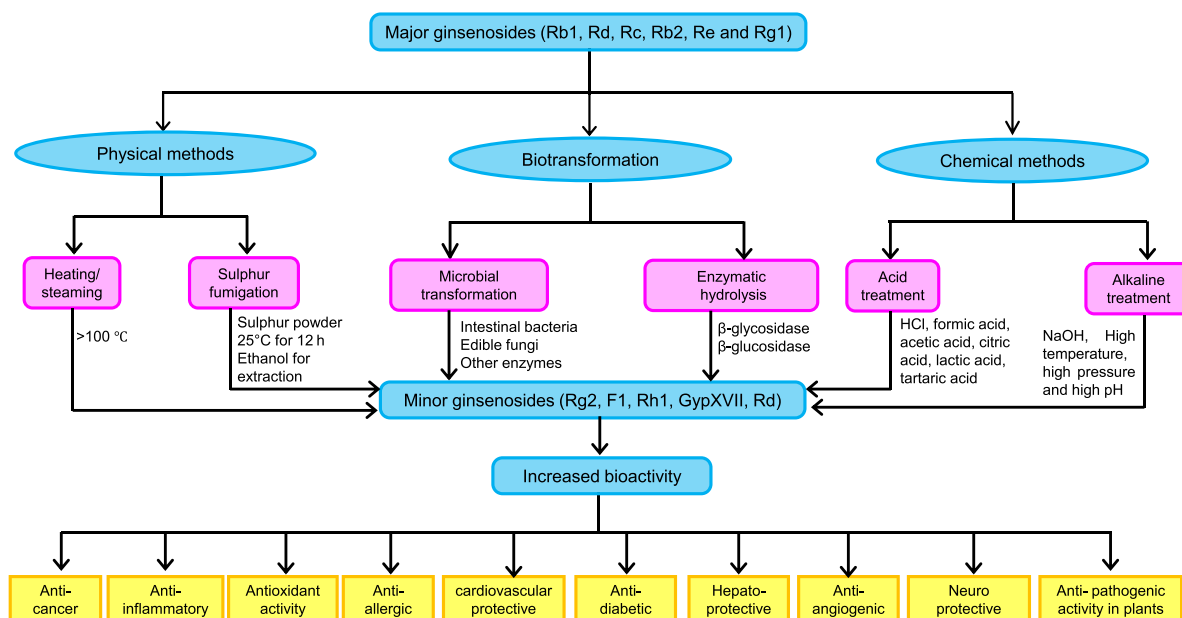 Major ginsenosides (Rb1, Rd, Rc, Rb2, Re and Rg1)
Physical methods
Biotransformation
Chemical methods
Heating/
steaming
Sulphur
fumigation
Microbial
transformation
Enzymatic
hydrolysis
Acid
treatment
Alkaline
treatment
>100 ℃
Sulphur powder
25°C for 12 h
Ethanol for
extraction
Intestinal bacteria
Edible fungi
Other enzymes
β-glycosidase
β-glucosidase
HCl, formic acid,
acetic acid, citric
acid, lactic acid,
tartaric acid
NaOH, High
temperature,
high pressure
and high pH
Minor ginsenosides (Rg2, F1, Rh1, GypXVII, Rd)
Increased bioactivity
Anti-
cancer
Anti-
inflammatory
Antioxidant
activity
Anti-
allergic
cardiovascular
protective
Anti-
diabetic
Hepato-
protective
Anti-
angiogenic
Neuro
protective
Anti-pathogenic
activity in plants